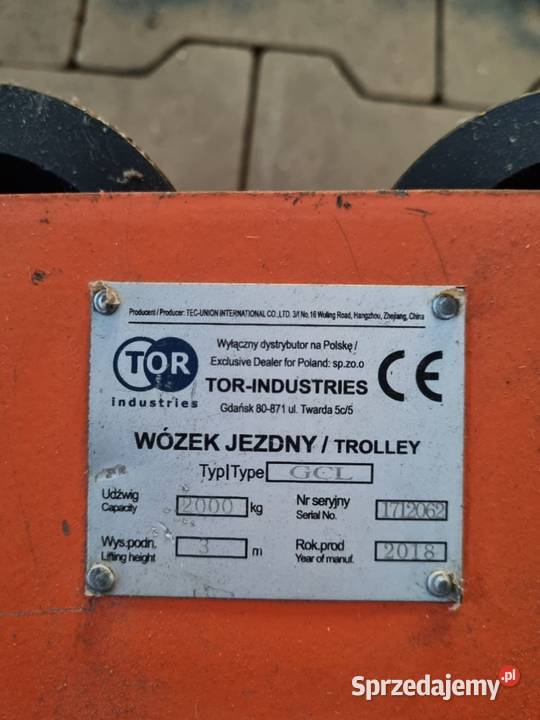 Producent / Producer: TEC-UNION INTERNATIONAL CO.,LTD. 3/f No.16 Wuling Road, Hangzhou, Zhejiang, China
TOR
industries
Wyłączny dystrybutor na Polskę /
Exclusive Dealer for Poland: sp.zo.o
TOR-INDUSTRIES
Gdańsk 80-871 ul. Twarda 5c/5
CE
WÓZEK JEZDNY / TROLLEY
Typ|Type GCL
Udźwig
Capacity
2000 kg
Nr seryjny
Serial No.
1712062
Wys.podn.
Lifting height
3 m
Rok.prod
Year of manuf.
2018
Sprzedajemy.pl